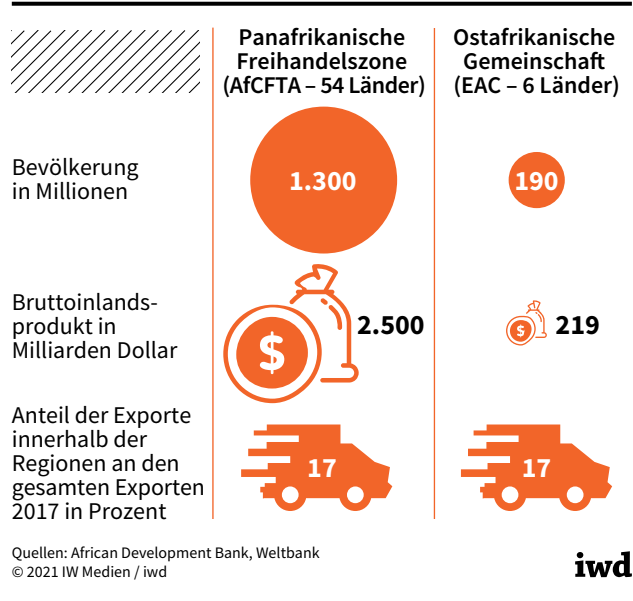 Panafrikanische
Freihandelszone
(AfCFTA – 54 Länder)
Ostafrikanische
Gemeinschaft
(EAC – 6 Länder)
Bevölkerung
in Millionen
1.300
190
Bruttoinlands-
produkt in
Milliarden Dollar
$
2.500
$
219
Anteil der Exporte
innerhalb der
Regionen an den
gesamten Exporten
2017 in Prozent
17
17
Quellen: African Development Bank, Weltbank
© 2021 IW Medien / iwd
iwd